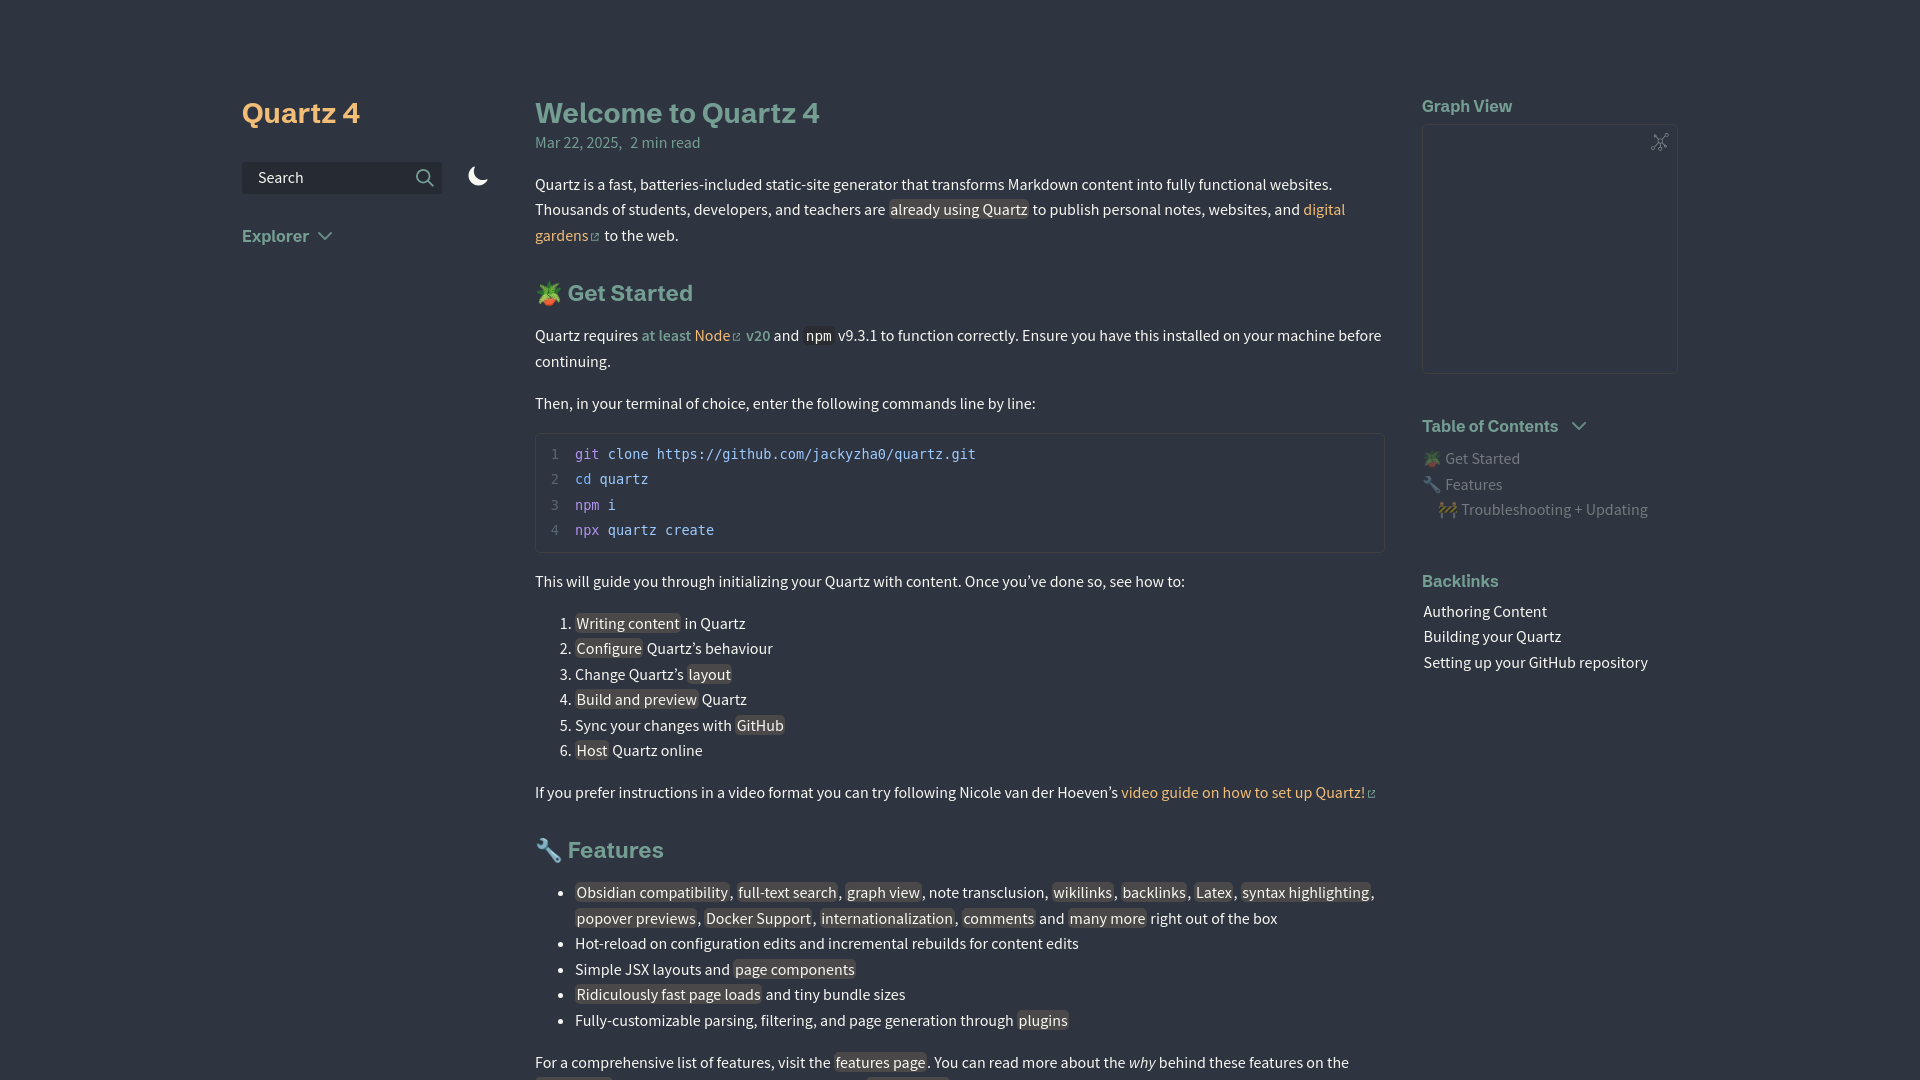 Quartz 4
Search
Explorer
Welcome to Quartz 4
Mar 22, 2025, 2 min read
Quartz is a fast, batteries-included static-site generator that transforms Markdown content into fully functional websites.
Thousands of students, developers, and teachers are already using Quartz to publish personal notes, websites, and digital
gardens to the web.
🪴 Get Started
Quartz requires at least Node v20 and npm v9.3.1 to function correctly. Ensure you have this installed on your machine before
continuing.
Then, in your terminal of choice, enter the following commands line by line:
1 git clone https://github.com/jackyzha0/quartz.git
2 cd quartz
3 npm i
4 npx quartz create
This will guide you through initializing your Quartz with content. Once you’ve done so, see how to:
1. Writing content in Quartz
2. Configure Quartz’s behaviour
3. Change Quartz’s layout
4. Build and preview Quartz
5. Sync your changes with GitHub
6. Host Quartz online
If you prefer instructions in a video format you can try following Nicole van der Hoeven’s video guide on how to set up Quartz!
🔧 Features
• Obsidian compatibility, full-text search, graph view, note transclusion, wikilinks, backlinks, Latex, syntax highlighting,
popover previews, Docker Support, internationalization, comments and many more right out of the box
• Hot-reload on configuration edits and incremental rebuilds for content edits
• Simple JSX layouts and page components
• Ridiculously fast page loads and tiny bundle sizes
• Fully-customizable parsing, filtering, and page generation through plugins
For a comprehensive list of features, visit the features page. You can read more about the why behind these features on the
Graph View
Table of Contents
🪴 Get Started
🔧 Features
🚧 Troubleshooting + Updating
Backlinks
Authoring Content
Building your Quartz
Setting up your GitHub repository